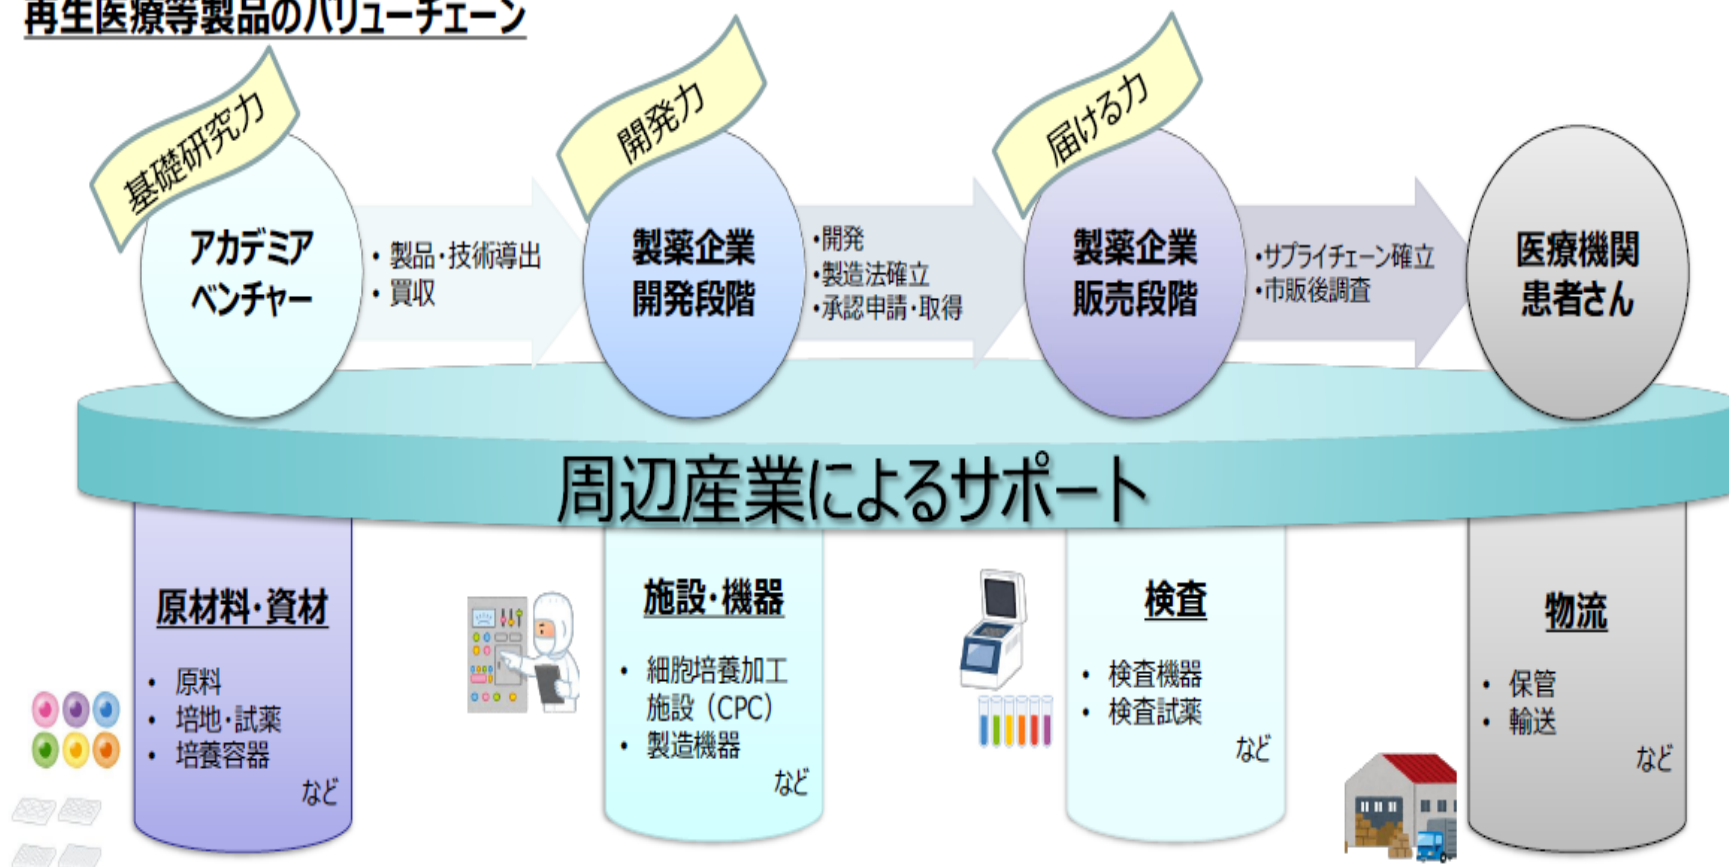 再生医療等製品のバリューチェーン
基礎研究力
開発力
届ける力
アカデミア
ベンチャー
・製品・技術導出
・買収
製薬企業
開発段階
・開発
・製造法確立
・承認申請・取得
製薬企業
販売段階
・サプライチェーン確立
・市販後調査
医療機関
患者さん
周辺産業によるサポート
原材料・資材
・原料
・培地・試薬
・培養容器
など
施設・機器
・細胞培養加工
施設（CPC）
・製造機器
など
検査
・検査機器
・検査試薬
など
物流
・保管
・輸送
など